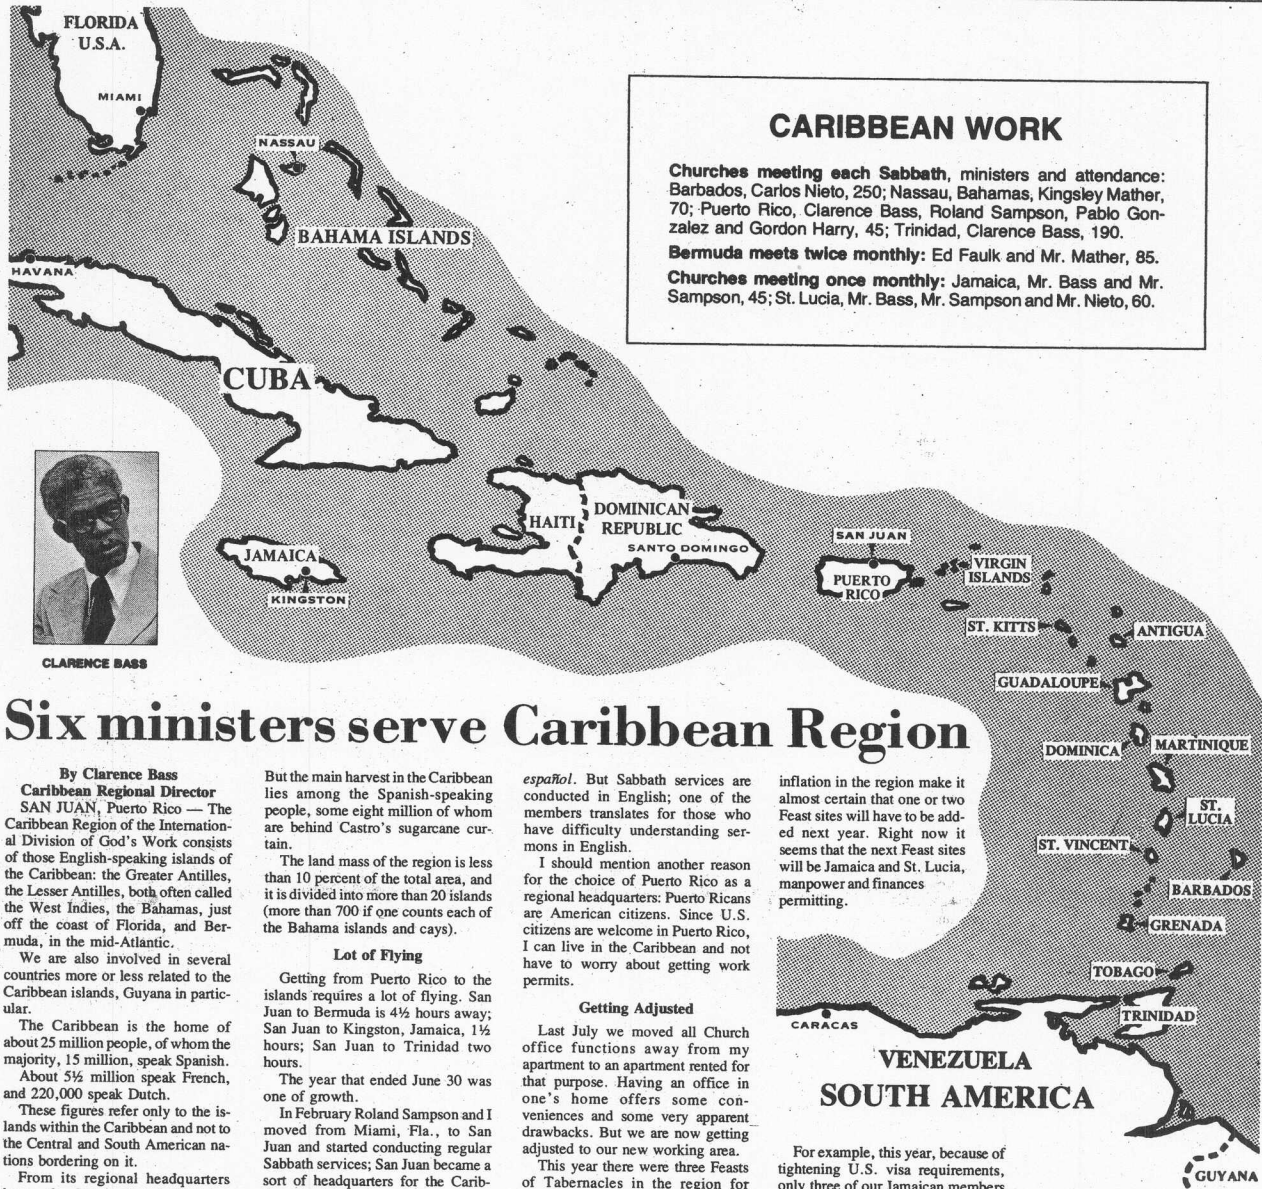 FLORIDA
U.S.A.
MIAMI
NASSAU
BAHAMA ISLANDS
HAVANA
CUBA
CARIBBEAN WORK
Churches meeting each Sabbath, ministers and attendance:
Barbados, Carlos Nieto, 250; Nassau, Bahamas, Kingsley Mather,
70; Puerto Rico, Clarence Bass, Roland Sampson, Pablo Gon-
zalez and Gordon Harry, 45; Trinidad, Clarence Bass, 190.
Bermuda meets twice monthly: Ed Faulk and Mr. Mather, 85.
Churches meeting once monthly: Jamaica, Mr. Bass and Mr.
Sampson, 45; St. Lucia, Mr. Bass, Mr. Sampson and Mr. Nieto, 60.
HAITI
DOMINICAN
REPUBLIC
SANTO DOMINGO
JAMAICA
KINGSTON
SAN JUAN
PUERTO
RICO
VIRGIN
ISLANDS
ST. KITTS
ANTIGUA
GUADALOUPE
DOMINICA
MARTINIQUE
ST.
LUCIA
ST. VINCENT
BARBADOS
GRENADA
TOBAGO
TRINIDAD
CARACAS
VENEZUELA
SOUTH AMERICA
GUYANA
CLARENCE BASS
Six ministers serve Caribbean Region
By Clarence Bass
Caribbean Regional Director
SAN JUAN, Puerto Rico — The
Caribbean Region of the Internation-
al Division of God's Work consists
of those English-speaking islands of
the Caribbean: the Greater Antilles,
the Lesser Antilles, both often called
the West Indies, the Bahamas, just
off the coast of Florida, and Ber-
muda, in the mid-Atlantic.
We are also involved in several
countries more or less related to the
Caribbean islands, Guyana in partic-
ular.
The Caribbean is the home of
about 25 million people, of whom the
majority, 15 million, speak Spanish.
About 5½ million speak French,
and 220,000 speak Dutch.
These figures refer only to the is-
lands within the Caribbean and not to
the Central and South American na-
tions bordering on it.
From its regional headquarters
But the main harvest in the Caribbean
lies among the Spanish-speaking
people, some eight million of whom
are behind Castro's sugarcane cur-
tain.
The land mass of the region is less
than 10 percent of the total area, and
it is divided into more than 20 islands
(more than 700 if one counts each of
the Bahama islands and cays).
Lot of Flying
Getting from Puerto Rico to the
islands requires a lot of flying. San
Juan to Bermuda is 4½ hours away;
San Juan to Kingston, Jamaica, 1½
hours; San Juan to Trinidad two
hours.
The year that ended June 30 was
one of growth.
In February Roland Sampson and I
moved from Miami, Fla., to San
Juan and started conducting regular
Sabbath services; San Juan became a
sort of headquarters for the Carib-
español. But Sabbath services are
conducted in English; one of the
members translates for those who
have difficulty understanding ser-
mons in English.
I should mention another reason
for the choice of Puerto Rico as a
regional headquarters: Puerto Ricans
are American citizens. Since U.S.
citizens are welcome in Puerto Rico,
I can live in the Caribbean and not
have to worry about getting work
permits.
Getting Adjusted
Last July we moved all Church
office functions away from my
apartment to an apartment rented for
that purpose. Having an office in
one's home offers some con-
veniences and some very apparent
drawbacks. But we are now getting
adjusted to our new working area.
This year there were three Feasts
of Tabernacles in the region for
inflation in the region make it
almost certain that one or two
Feast sites will have to be add-
ed next year. Right now it
seems that the next Feast sites
will be Jamaica and St. Lucia,
manpower and finances
permitting.
For example, this year, because of
tightening U.S. visa requirements,
only three of our Jamaican members